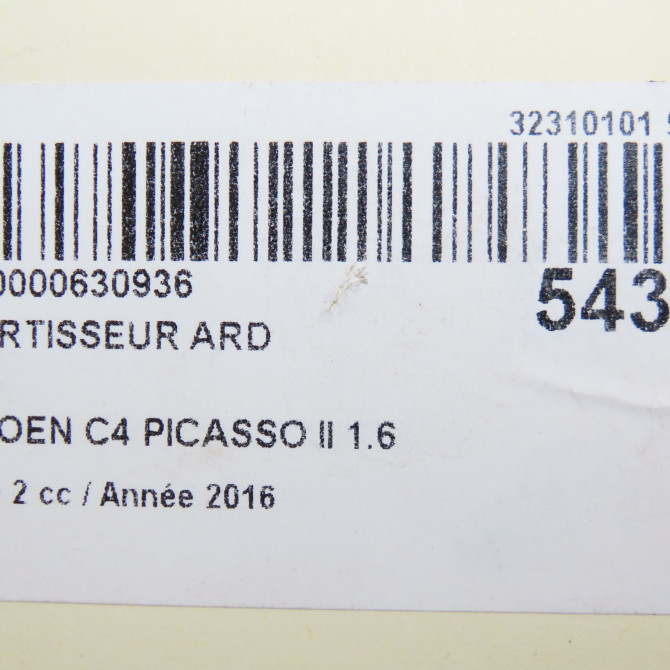 32310101
0000630936
543
RTISSEUR ARD
OEN C4 PICASSO II 1.6
2 cc / Année 2016